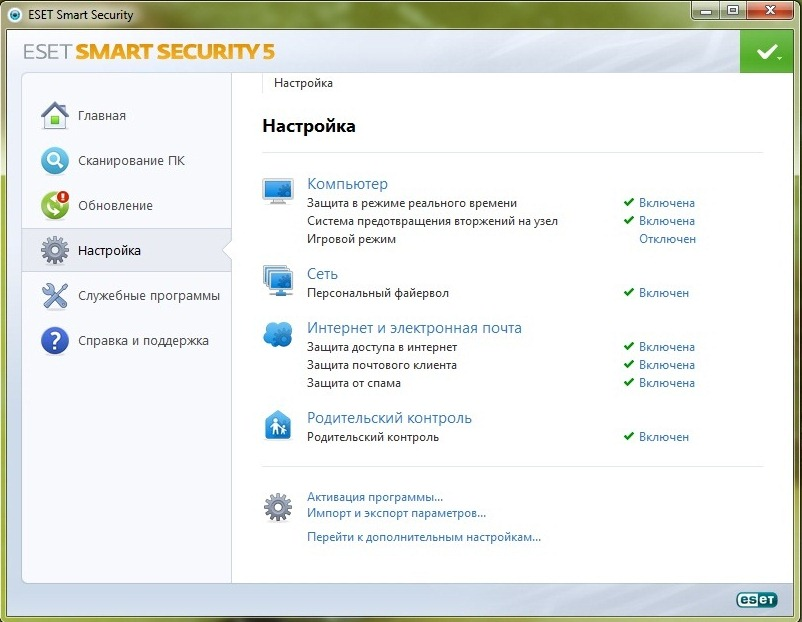 ESET Smart Security
ESET SMART SECURITY 5
Главная
Сканирование ПК
Обновление
Настройка
Служебные программы
Справка и поддержка
Настройка
Настройка
Компьютер
Защита в режиме реального времени Включена
Система предотвращения вторжений на узел Включена
Игровой режим Отключен
Сеть
Персональный файервол Включен
Интернет и электронная почта
Защита доступа в интернет Включена
Защита почтового клиента Включена
Защита от спама Включена
Родительский контроль
Родительский контроль Включен
Активация программы...
Импорт и экспорт параметров...
Перейти к дополнительным настройкам...
eseT